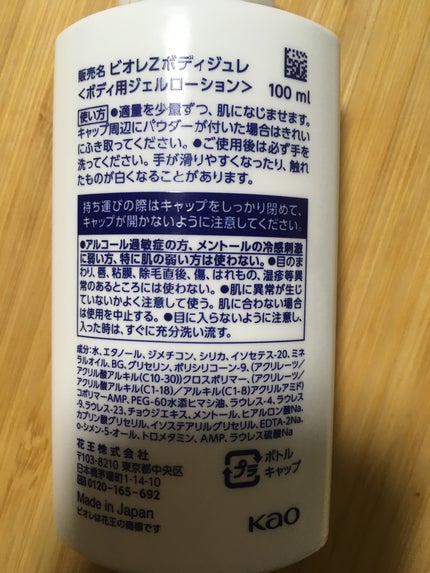 販売名 ビオレZボディジュレ
<ボディ用ジェルローション> 100 ml
使い方 ●適量を少量ずつ、肌になじませます。
キャップ周辺にパウダーが付いた場合はきれい
にふき取ってください。●ご使用後は必ず手を
洗ってください。手が滑りやすくなったり、触れ
たものが白くなることがあります。
持ち運びの際はキャップをしっかり閉めて、
キャップが開かないように注意してください。
●アルコール過敏症の方、メントールの冷感刺激
に弱い方、特に肌の弱い方は使わない。●目のま
わり、唇、粘膜、除毛直後、傷、はれもの、湿疹等異
常のあるところには使わない。●肌に異常が生じ
ていないかよく注意して使う。肌に合わない場合
は使用を中止する。●目に入らないように注意し、
入った時は、すぐに充分洗い流す。
成分:水、エタノール、ジメチコン、シリカ、イソセテス-20、ミネ
ラルオイル、BG、グリセリン、ポリシリコーン-9、(アクリレーツ/
アクリル酸アルキル(C10-30))クロスポリマー、(アクリレーツ/
アクリル酸アルキル(C1-18)/アルキル(C1-8)アクリルアミド)
コポリマーAMP、PEG-60水添ヒマシ油、ラウレス-4、ラウレス
-9、ラウレス-23、チョウジエキス、メントール、ヒアルロン酸Na、
カプリン酸グリセリル、イソステアリルグリセリル、EDTA-2Na、
o-シメン-5-オール、トロメタミン、AMP、ラウレス硫酸Na
花王株式会社
〒103-8210 東京都中央区
日本橋茅場町1-14-10
0120-165-692
Made in Japan
ビオレは花王の商標です
プラ
ボトル
キャップ
Kao